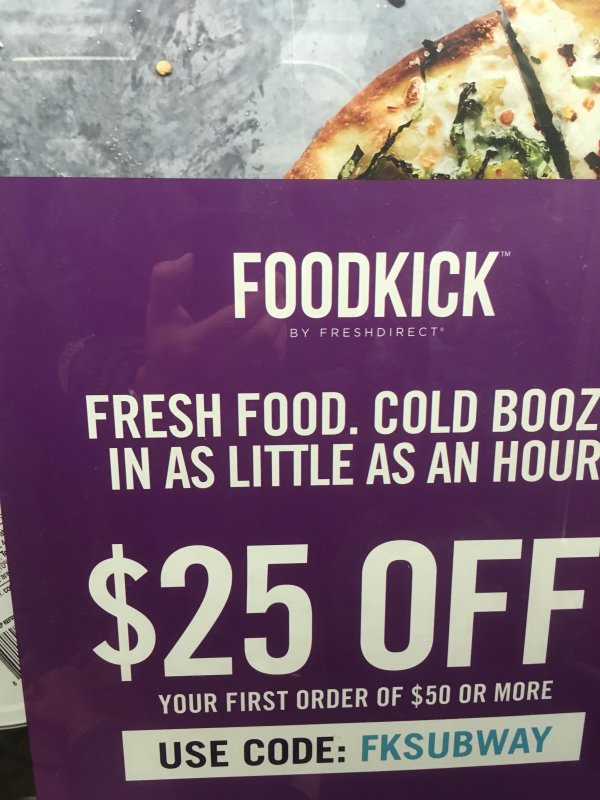 FOODKICK™
BY FRESHDIRECT®
FRESH FOOD. COLD BOOZ
IN AS LITTLE AS AN HOUR
$25 OFF
YOUR FIRST ORDER OF $50 OR MORE
USE CODE: FKSUBWAY